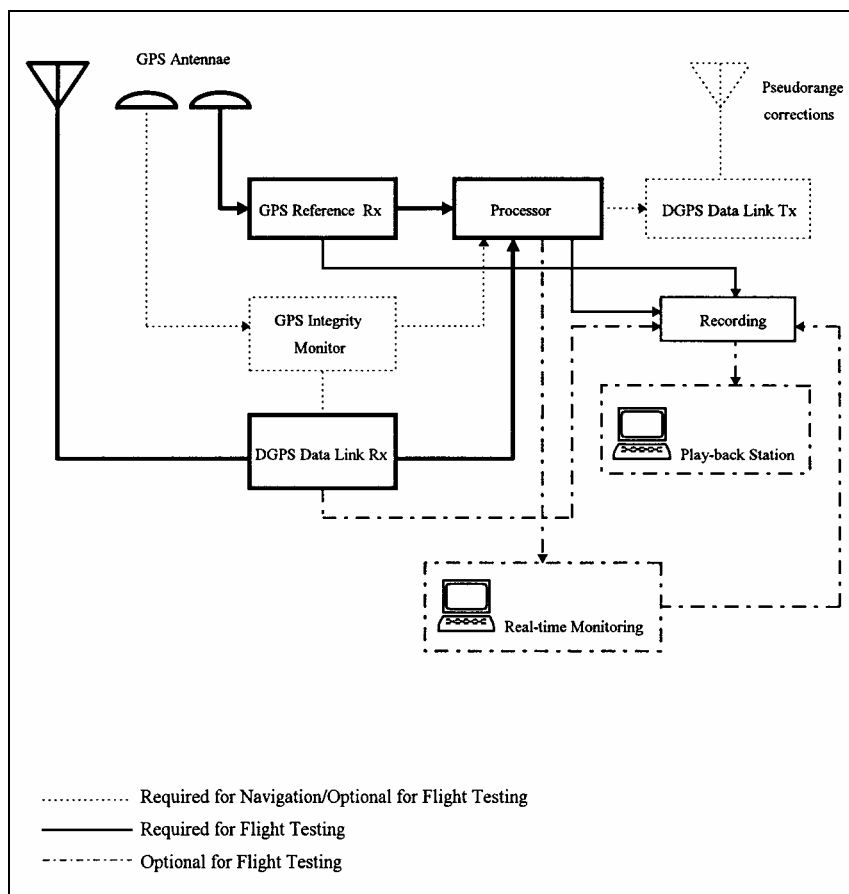 GPS Antennae
Pseudorange
corrections
GPS Reference Rx
Processor
DGPS Data Link Tx
GPS Integrity
Monitor
Recording
DGPS Data Link Rx
Play-back Station
Real-time Monitoring
Required for Navigation/Optional for Flight Testing
Required for Flight Testing
Optional for Flight Testing